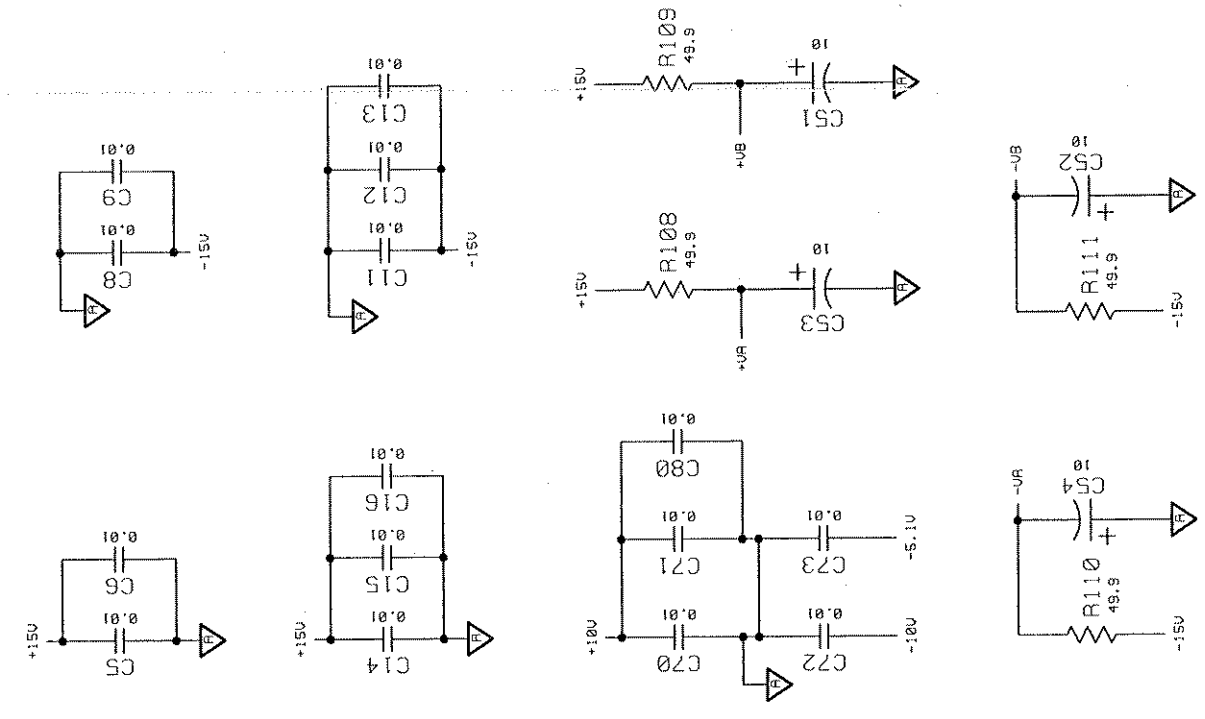 0.01
C9
0.01
C8
-15V
A
0.01
C13
0.01
C12
0.01
C11
-15V
A
+15V
R109
49.9
+VB
10
+
C51
A
+15V
R108
49.9
+VA
10
+
C53
A
-VB
10
C52
+
A
R111
49.9
-15V
0.01
C6
+15V
0.01
C5
A
0.01
C16
0.01
C15
+15V
0.01
C14
A
0.01
C80
0.01
C71
0.01
C73
-5.1V
+10V
0.01
C70
0.01
C72
-10V
A
-VA
10
C54
+
A
R110
49.9
-15V